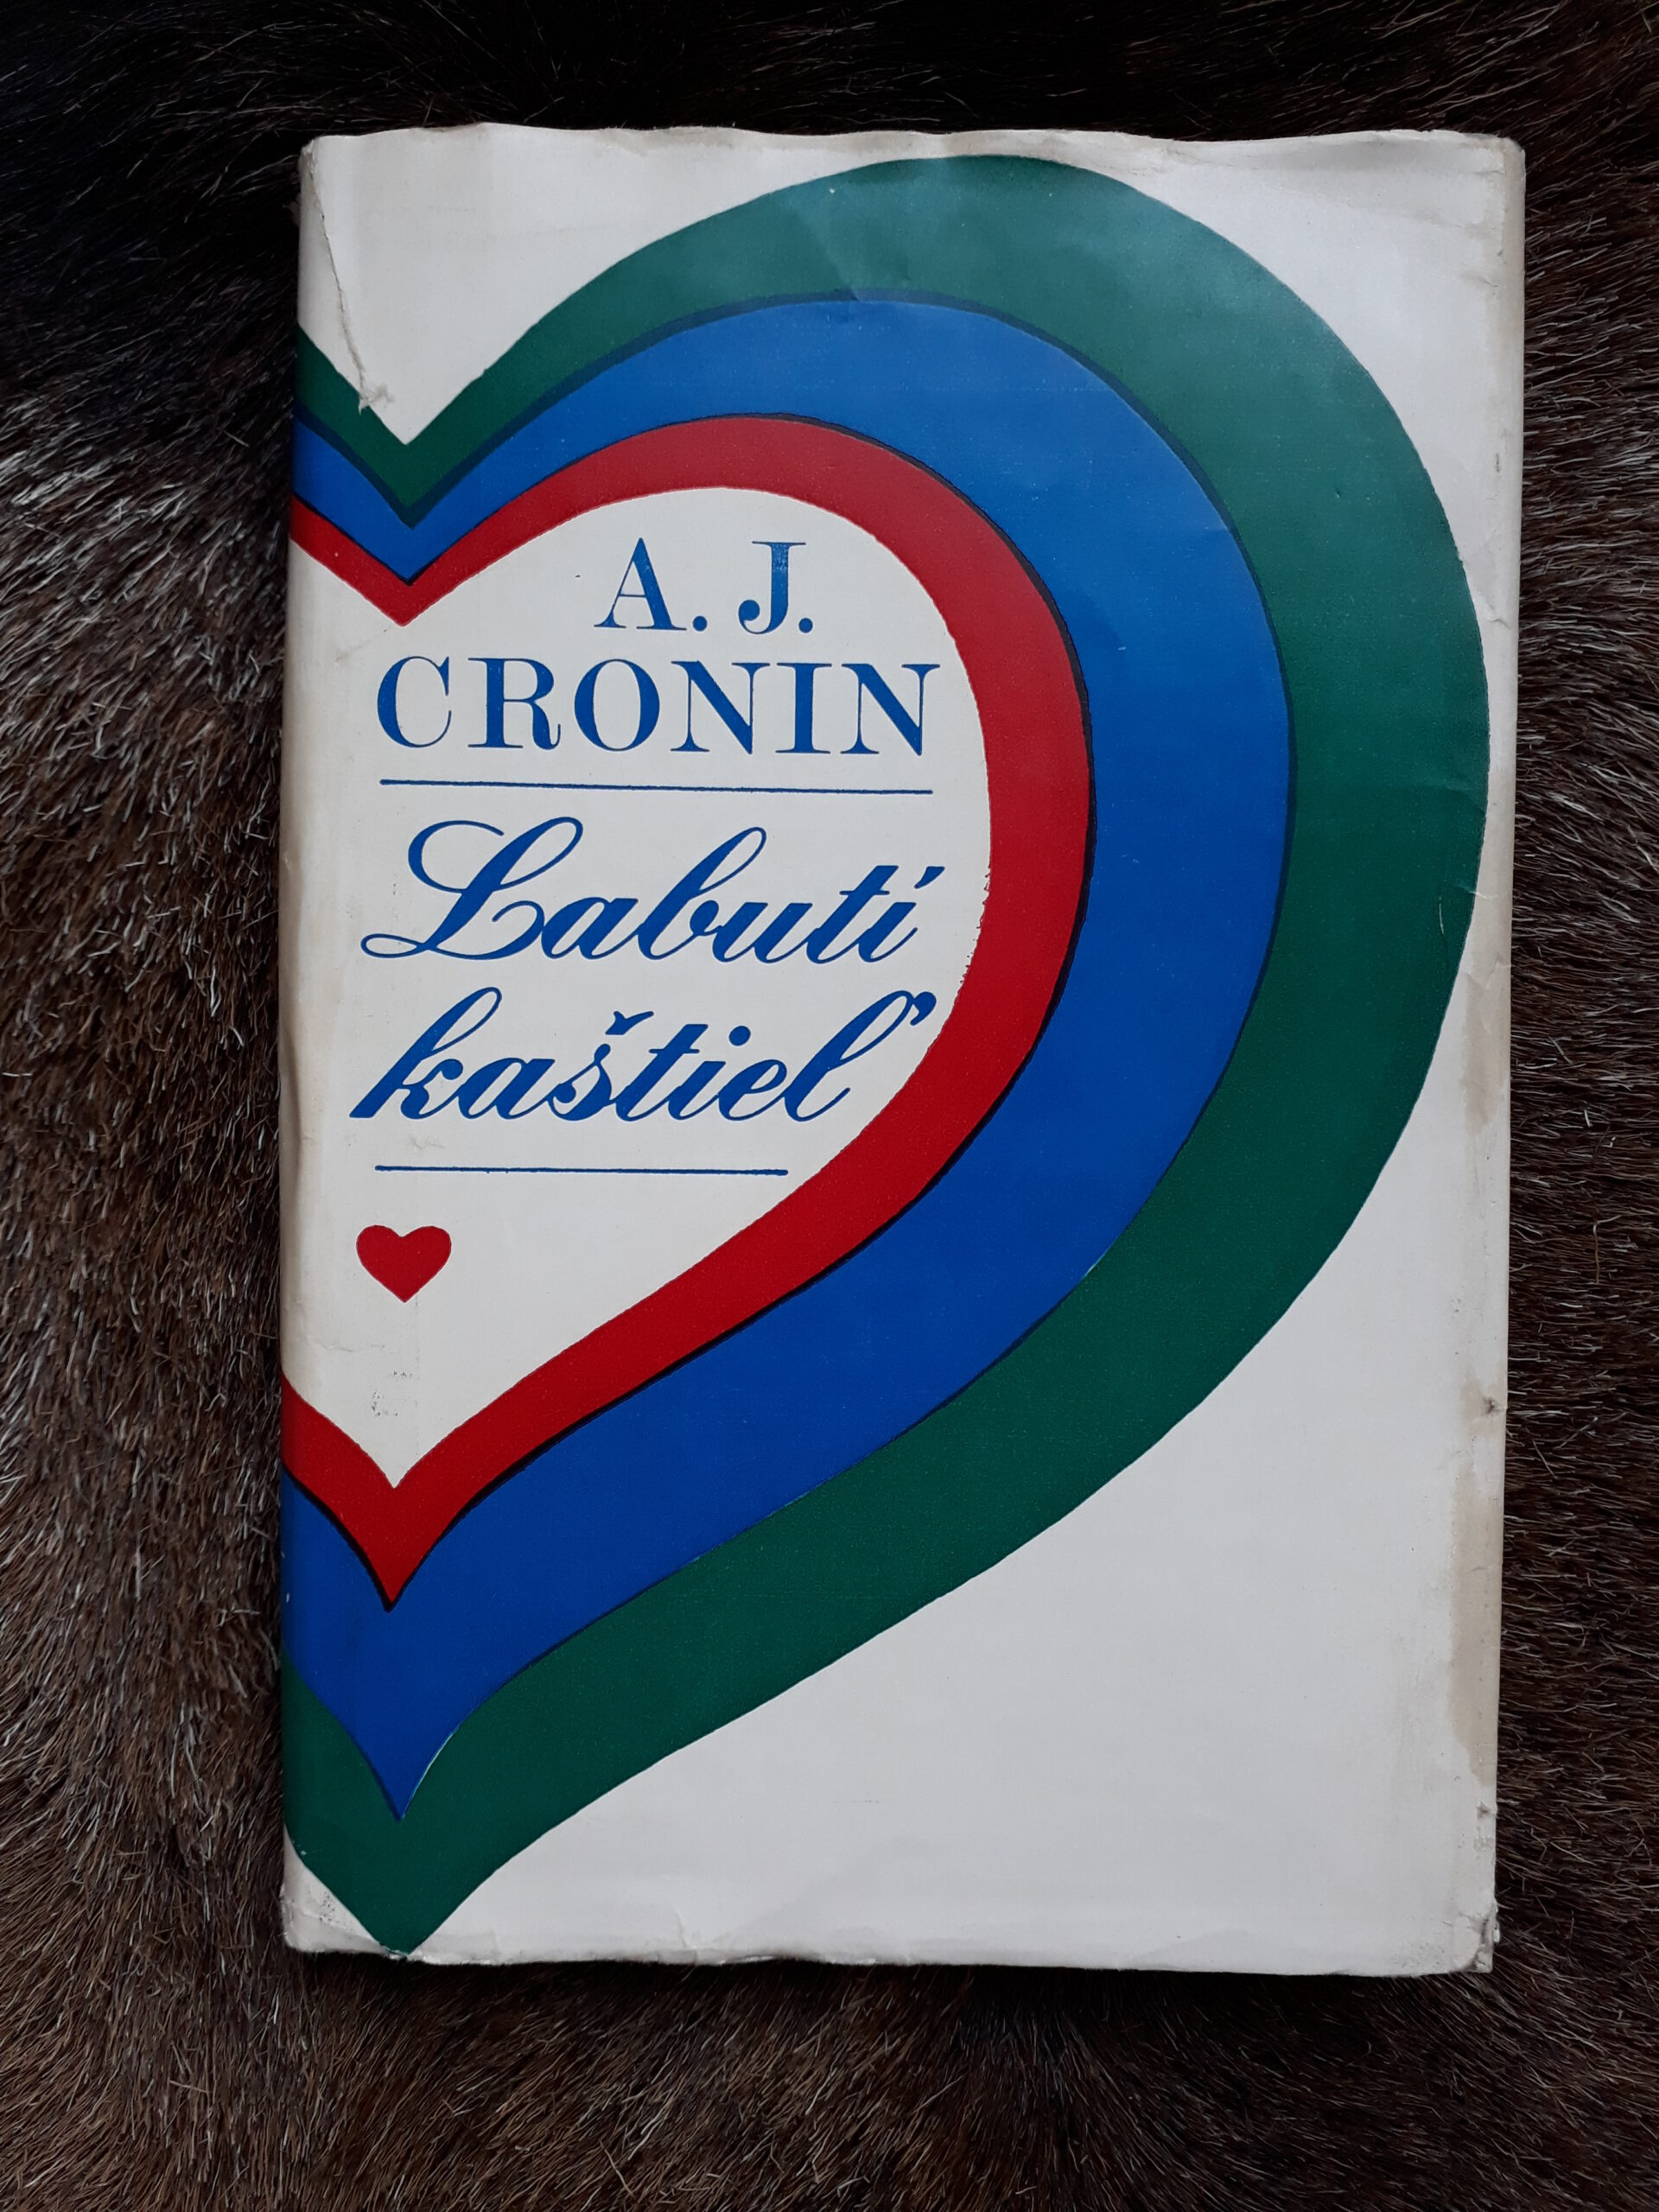 A. J.
CRONIN
Labutí
kaštieľ